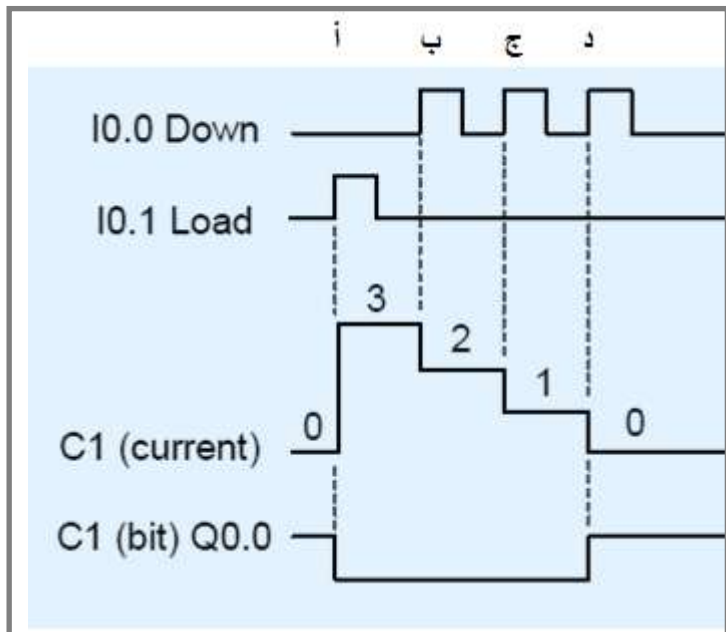 أ ب ج د
I0.0 Down
I0.1 Load
3
2
1
0
0
C1 (current)
C1 (bit) Q0.0